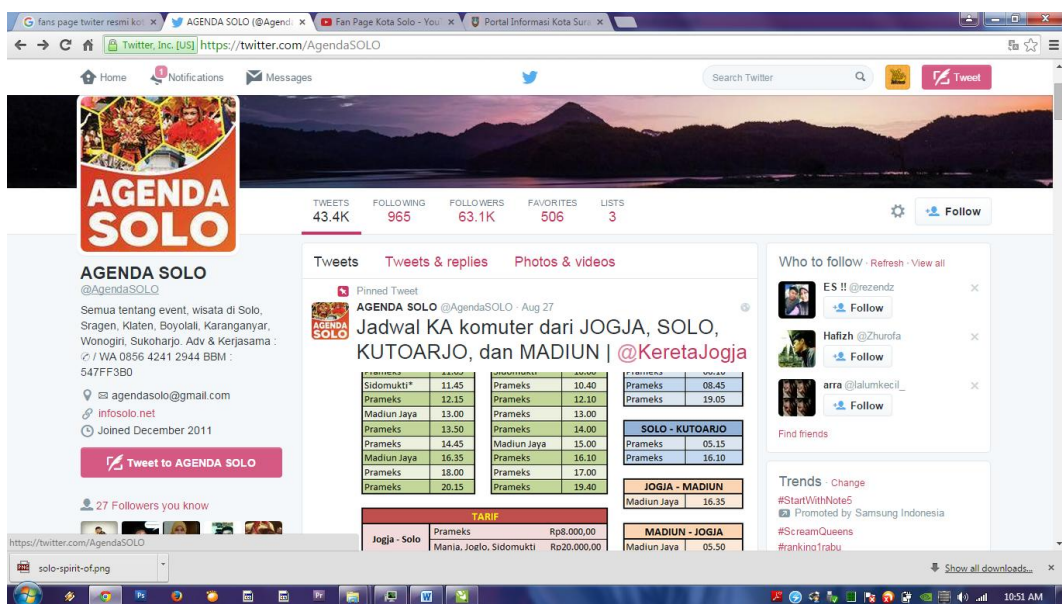 fans page twiter resmi kot
AGENDA SOLO (@Agenda
Fan Page Kota Solo - You
Portal Informasi Kota Sura
Twitter, Inc. [US] https://twitter.com/AgendaSOLO
Home
1
Notifications
Messages
Search Twitter
Tweet
AGENDA
SOLO
TWEETS FOLLOWING FOLLOWERS FAVORITES LISTS
43.4K 965 63.1K 506 3
Follow
AGENDA SOLO
@AgendaSOLO
Semua tentang event, wisata di Solo,
Sragen, Klaten, Boyolali, Karanganyar,
Wonogiri, Sukoharjo. Adv & Kerjasama :
✆ / WA 0856 4241 2944 BBM :
547FF3B0
✉ agendasolo@gmail.com
infosolo.net
Joined December 2011
Tweet to AGENDA SOLO
27 Followers you know
Tweets Tweets & replies Photos & videos
Pinned Tweet
AGENDA
SOLO
AGENDA SOLO @AgendaSOLO · Aug 27
Jadwal KA komuter dari JOGJA, SOLO,
KUTOARJO, dan MADIUN | @KeretaJogja
Sidomukti* 11.45
Prameks 12.15
Madiun Jaya 13.00
Prameks 13.50
Prameks 14.45
Madiun Jaya 16.35
Prameks 18.00
Prameks 20.15
Prameks 10.40
Prameks 12.10
Prameks 13.00
Prameks 14.00
Madiun Jaya 15.00
Prameks 16.10
Prameks 17.00
Prameks 19.40
Prameks 08.45
Prameks 19.05
SOLO - KUTOARJO
Prameks 05.15
Prameks 16.10
JOGJA - MADIUN
Madiun Jaya 16.35
MADIUN - JOGJA
Madiun Jaya 05.50
TARIF
Jogja - Solo
Prameks Rp8.000,00
Manja, Joglo, Sidomukti Rp20.000,00
Who to follow · Refresh · View all
ES !! @rezendz
Follow
Hafizh @Zhurofa
Follow
arra @lalumkecil_
Follow
Find friends
Trends · Change
#StartWithNote5
Promoted by Samsung Indonesia
#ScreamQueens
#ranking1rabu
https://twitter.com/AgendaSOLO
solo-spirit-of.png
Show all downloads...
10:51 AM